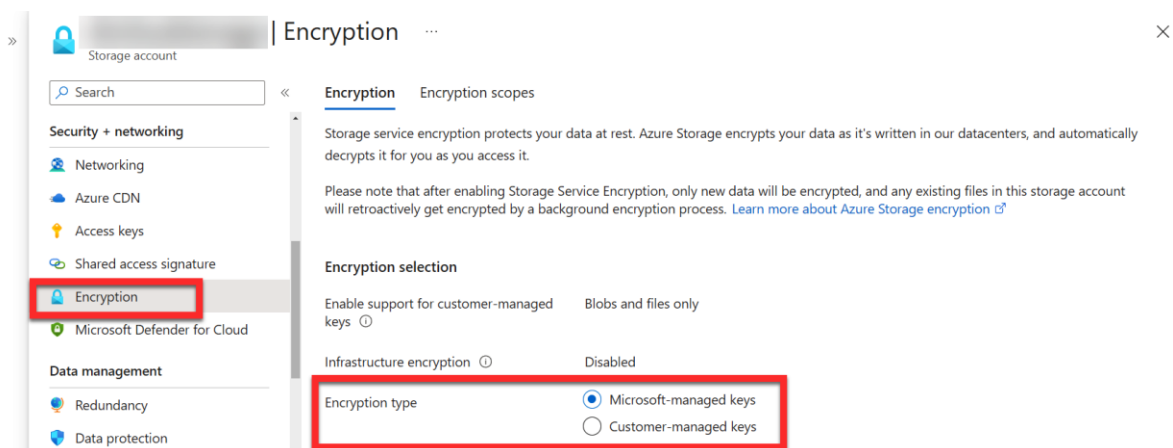 | Encryption ...
Storage account
Search
Security + networking
Networking
Azure CDN
Access keys
Shared access signature
Encryption
Microsoft Defender for Cloud
Data management
Redundancy
Data protection
Encryption Encryption scopes
Storage service encryption protects your data at rest. Azure Storage encrypts your data as it's written in our datacenters, and automatically
decrypts it for you as you access it.
Please note that after enabling Storage Service Encryption, only new data will be encrypted, and any existing files in this storage account
will retroactively get encrypted by a background encryption process. Learn more about Azure Storage encryption
Encryption selection
Enable support for customer-managed
keys
Blobs and files only
Infrastructure encryption Disabled
Encryption type
Microsoft-managed keys
Customer-managed keys